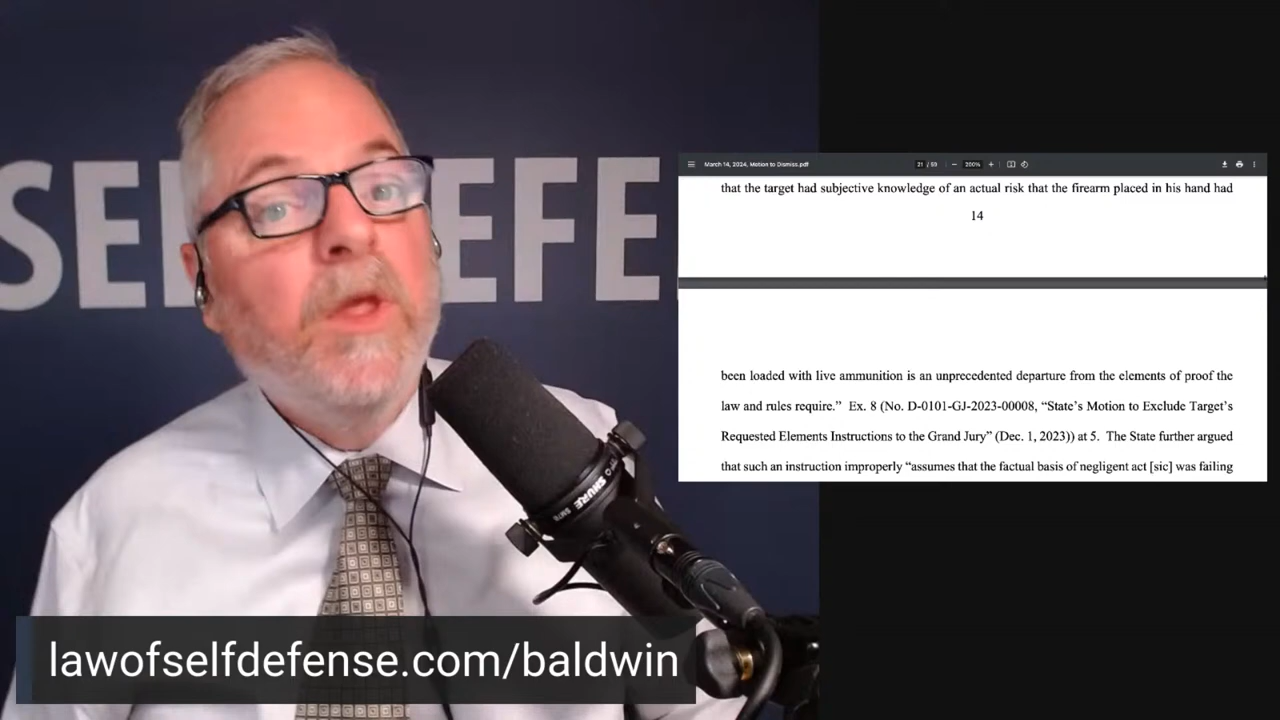 SELF DEFE
March 14, 2024, Motion to Dismiss.pdf
21 / 53
200%
that the target had subjective knowledge of an actual risk that the firearm placed in his hand had
14
been loaded with live ammunition is an unprecedented departure from the elements of proof the
law and rules require.” Ex. 8 (No. D-0101-GJ-2023-00008, “State’s Motion to Exclude Target’s
Requested Elements Instructions to the Grand Jury” (Dec. 1, 2023)) at 5. The State further argued
that such an instruction improperly “assumes that the factual basis of negligent act [sic] was failing
SHURE
lawofselfdefense.com/baldwin